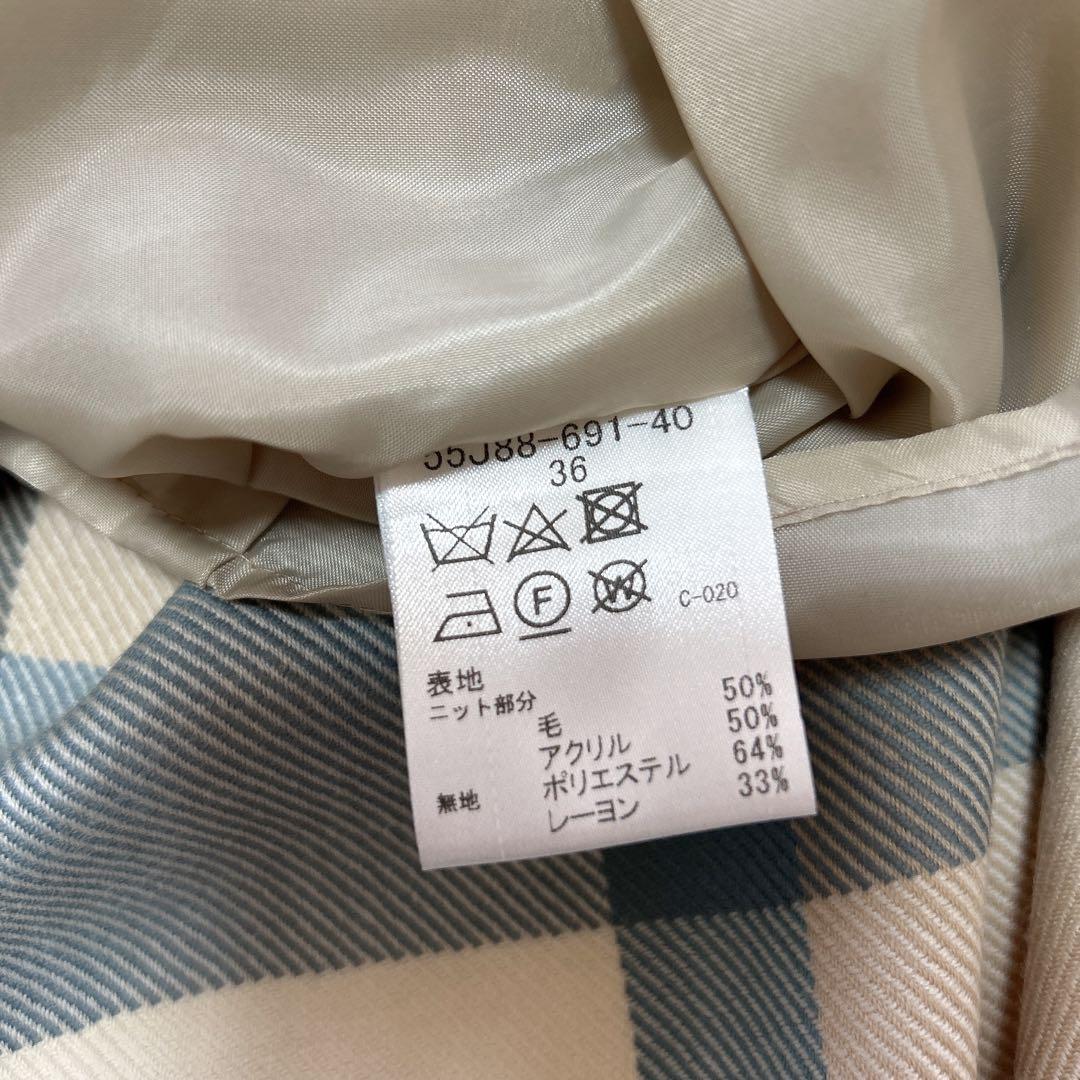 55J88-691-40
36
F W C-020
表地
ニット部分
毛 50%
アクリル 50%
無地 ポリエステル 64%
レーヨン 33%